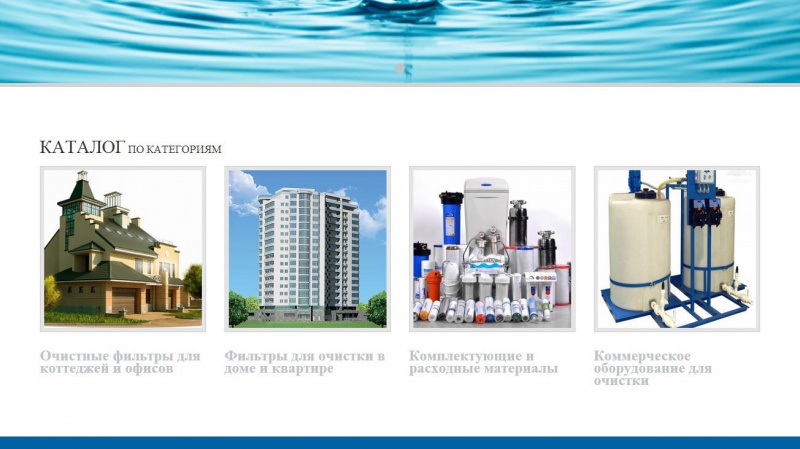 КАТАЛОГ ПО КАТЕГОРИЯМ
Очистные фильтры для
коттеджей и офисов
Фильтры для очистки в
доме и квартире
Комплектующие и
расходные материалы
Коммерческое
оборудование для
очистки